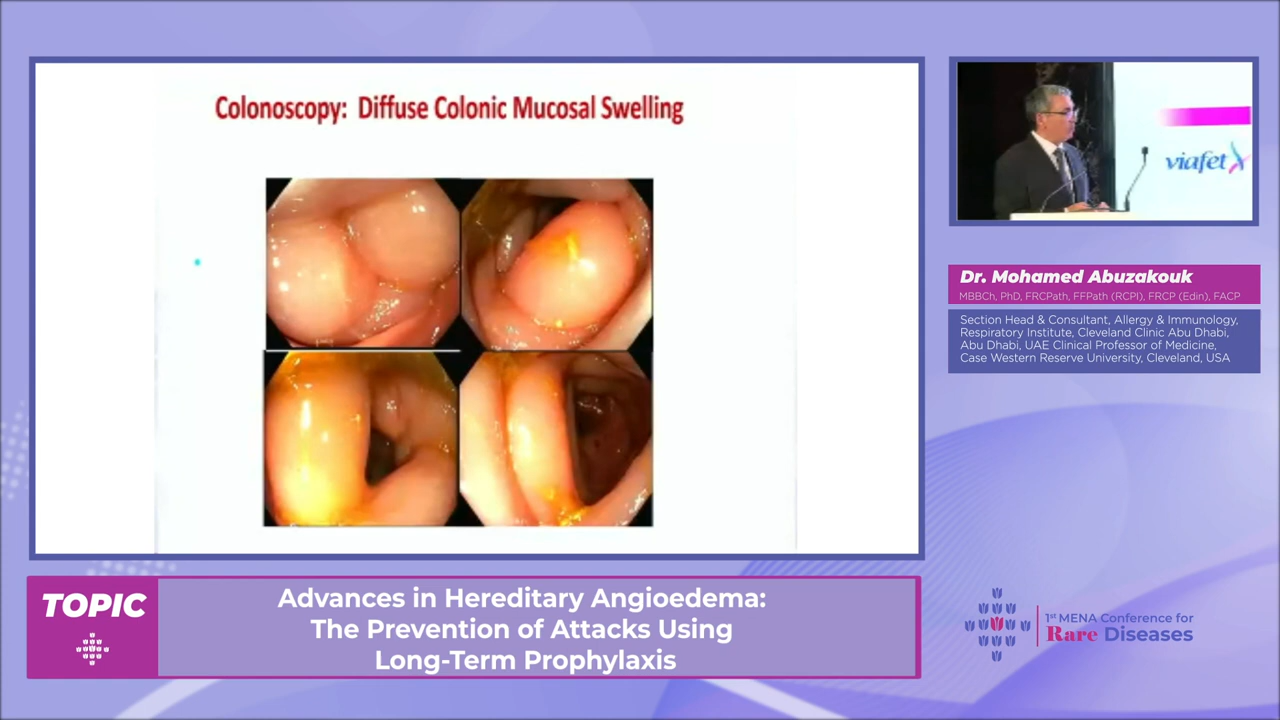 Colonoscopy: Diffuse Colonic Mucosal Swelling
viafet
Dr. Mohamed Abuzakouk
MBBCh, PhD, FRCPath, FFPath (RCPI), FRCP (Edin), FACP
Section Head & Consultant, Allergy & Immunology,
Respiratory Institute, Cleveland Clinic Abu Dhabi,
Abu Dhabi, UAE Clinical Professor of Medicine,
Case Western Reserve University, Cleveland, USA
TOPIC
Advances in Hereditary Angioedema:
The Prevention of Attacks Using
Long-Term Prophylaxis
1st MENA Conference for
Rare Diseases